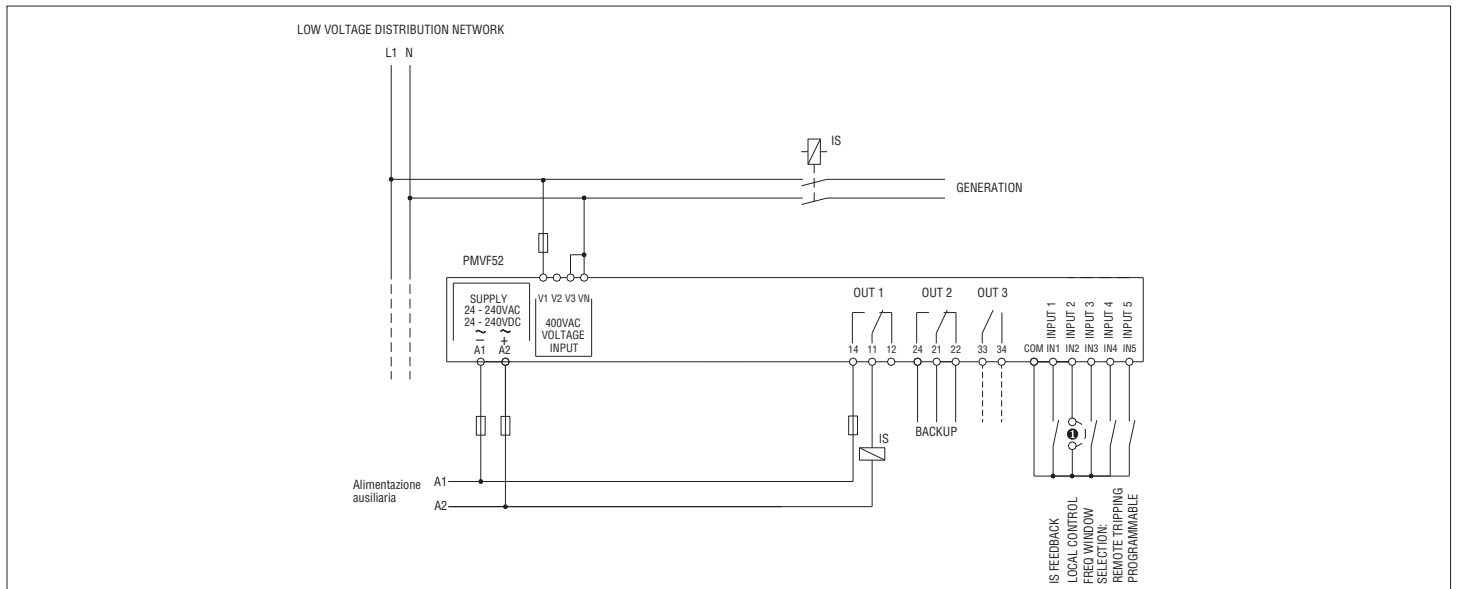 LOW VOLTAGE DISTRIBUTION NETWORK
L1 N
IS
GENERATION
PMVF52
SUPPLY
24 - 240VAC
24 - 240VDC
~ ~
– +
A1 A2
V1 V2 V3 VN
400VAC
VOLTAGE
INPUT
OUT 1 OUT 2 OUT 3
14 11 12 24 21 22 33 34
INPUT 1
INPUT 2
INPUT 3
INPUT 4
INPUT 5
COM IN1 IN2 IN3 IN4 IN5
BACKUP
IS
1
Alimentazione
ausiliaria
A1
A2
IS FEEDBACK
LOCAL CONTROL
FREQ WINDOW
SELECTION:
REMOTE TRIPPING
PROGRAMMABLE